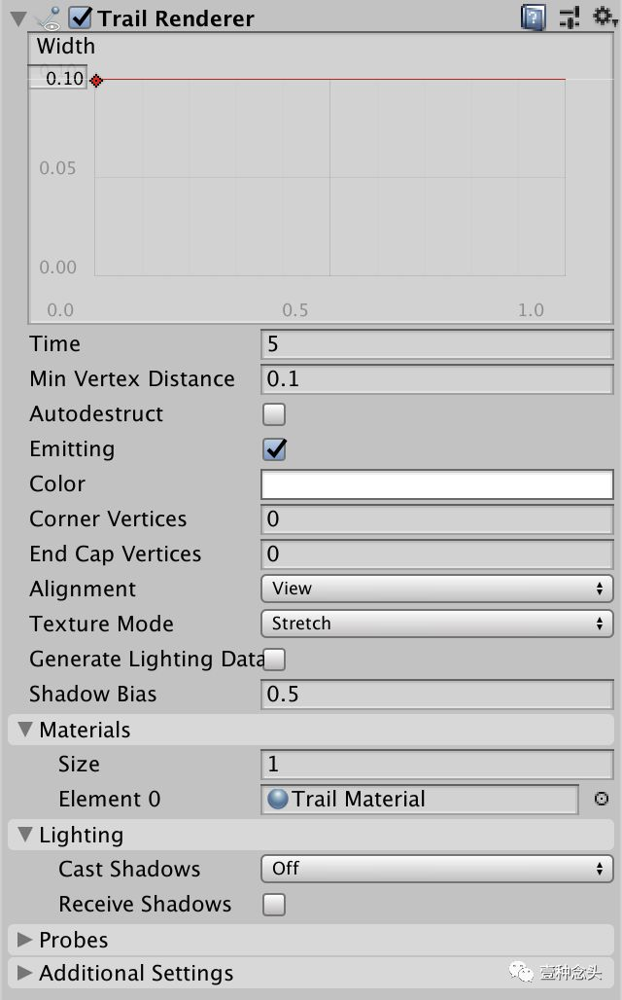 Trail Renderer
Width
0.10
0.05
0.00
0.0 0.5 1.0
Time 5
Min Vertex Distance 0.1
Autodestruct
Emitting
Color
Corner Vertices 0
End Cap Vertices 0
Alignment View
Texture Mode Stretch
Generate Lighting Data
Shadow Bias 0.5
Materials
Size 1
Element 0 Trail Material
Lighting
Cast Shadows Off
Receive Shadows
Probes
Additional Settings
壹种念头